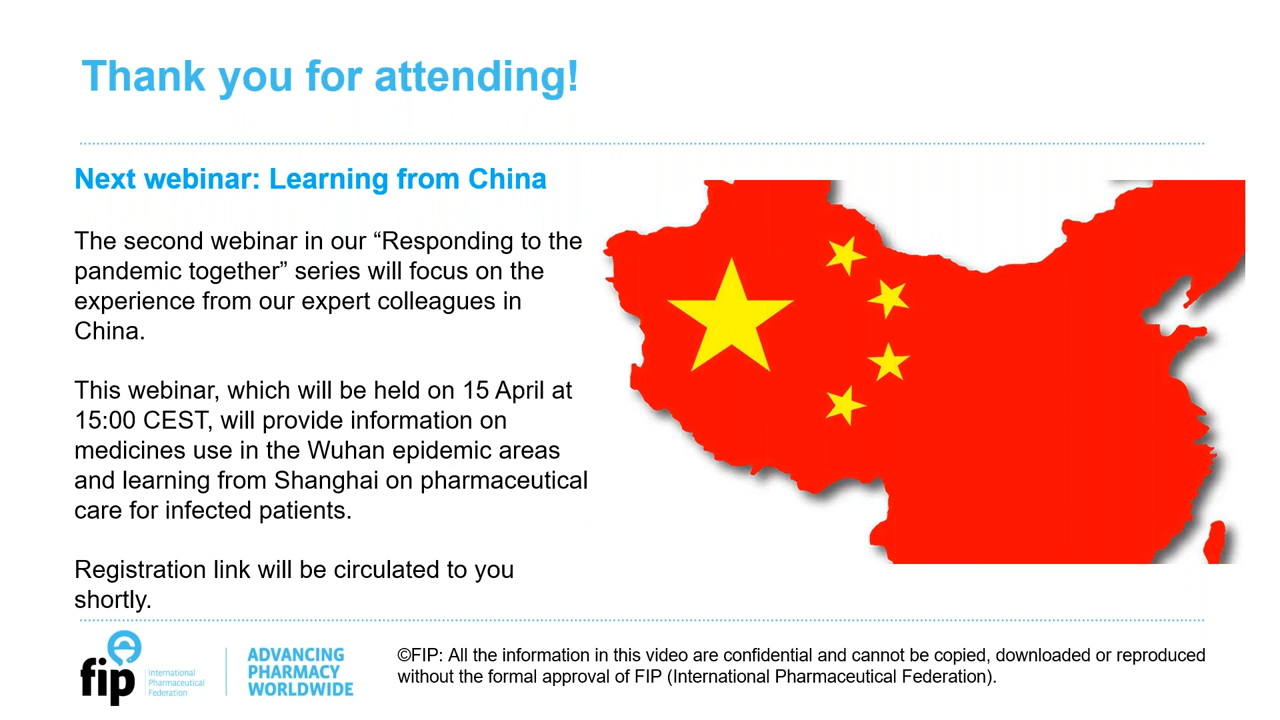 Thank you for attending!
Next webinar: Learning from China
The second webinar in our “Responding to the
pandemic together” series will focus on the
experience from our expert colleagues in
China.
This webinar, which will be held on 15 April at
15:00 CEST, will provide information on
medicines use in the Wuhan epidemic areas
and learning from Shanghai on pharmaceutical
care for infected patients.
Registration link will be circulated to you
shortly.
fip
International
Pharmaceutical
Federation
ADVANCING
PHARMACY
WORLDWIDE
©FIP: All the information in this video are confidential and cannot be copied, downloaded or reproduced
without the formal approval of FIP (International Pharmaceutical Federation).